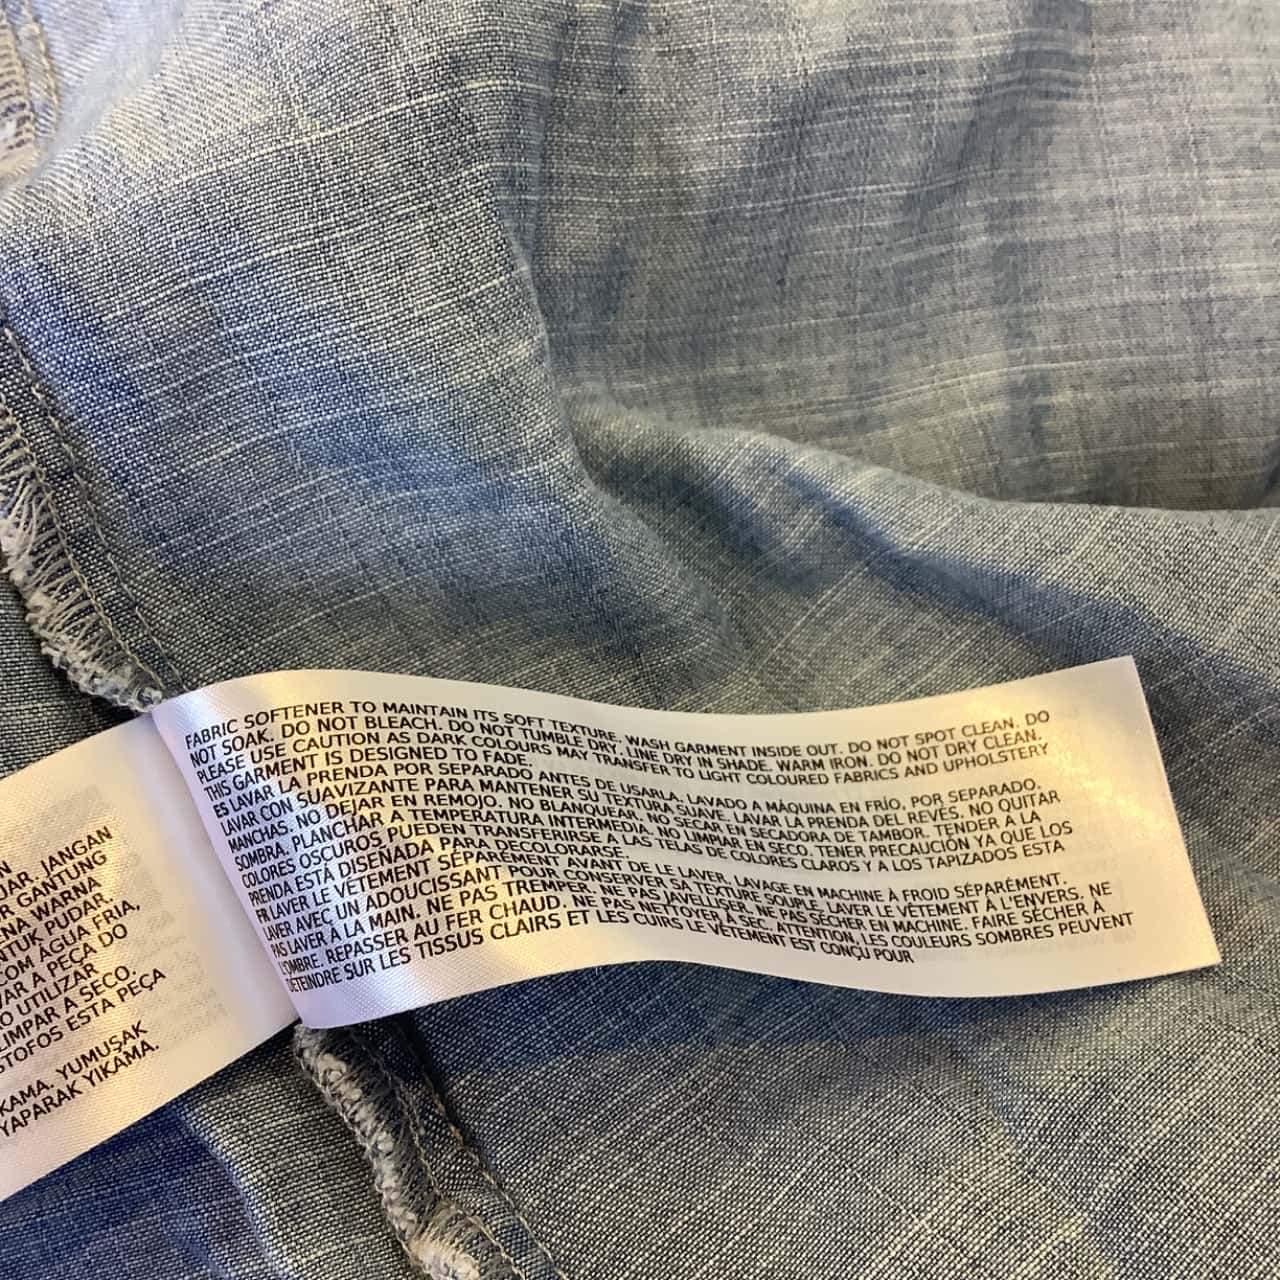 FABRIC SOFTENER TO MAINTAIN ITS SOFT TEXTURE. WASH GARMENT INSIDE OUT. DO NOT SPOT CLEAN. DO
NOT SOAK. DO NOT BLEACH. DO NOT TUMBLE DRY. LINE DRY IN SHADE. WARM IRON. DO NOT DRY CLEAN.
PLEASE USE CAUTION AS DARK COLOURS MAY TRANSFER TO LIGHT COLOURED FABRICS AND UPHOLSTERY
THIS GARMENT IS DESIGNED TO FADE.
ES LAVAR LA PRENDA POR SEPARADO ANTES DE USARLA. LAVADO A MÁQUINA EN FRÍO, POR SEPARADO.
LAVAR CON SUAVIZANTE PARA MANTENER SU TEXTURA SUAVE. LAVAR LA PRENDA DEL REVÉS. NO QUITAR
MANCHAS. NO DEJAR EN REMOJO. NO BLANQUEAR. NO SECAR EN SECADORA DE TAMBOR. TENDER A LA
SOMBRA. PLANCHAR A TEMPERATURA INTERMEDIA. NO LIMPIAR EN SECO. TENER PRECAUCIÓN YA QUE LOS
COLORES OSCUROS PUEDEN TRANSFERIRSE A LAS TELAS DE COLORES CLAROS Y A LOS TAPIZADOS ESTA
PRENDA ESTÁ DISEÑADA PARA DECOLORARSE.
FR LAVER LE VÊTEMENT SÉPARÉMENT AVANT DE LE LAVER. LAVAGE EN MACHINE À FROID SÉPARÉMENT.
LAVER AVEC UN ADOUCISSANT POUR CONSERVER SA TEXTURE SOUPLE. LAVER LE VÊTEMENT À L'ENVERS. NE
PAS LAVER À LA MAIN. NE PAS TREMPER. NE PAS JAVELLISER. NE PAS SÉCHER EN MACHINE. FAIRE SÉCHER À
L'OMBRE. REPASSER AU FER CHAUD. NE PAS NETTOYER À SEC. ATTENTION, LES COULEURS SOMBRES PEUVENT
DÉTEINDRE SUR LES TISSUS CLAIRS ET LES CUIRS LE VÊTEMENT EST CONÇU POUR
JANGAN
GANTUNG
WARNA
PUDAR.
COM ÁGUA FRIA,
A PEÇA DO
UTILIZAR
LIMPAR A SECO.
ESTA PEÇA
YUMUŞAK
YAPARAK YIKAMA.